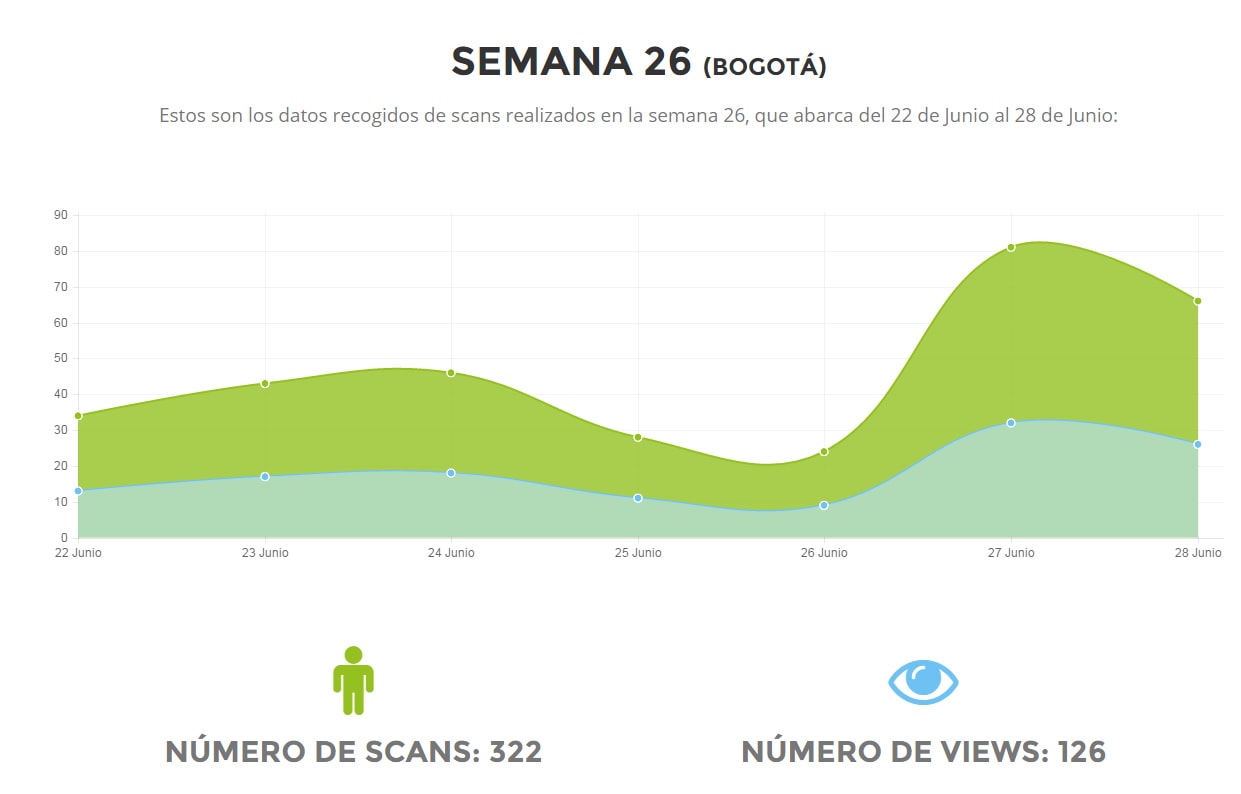 SEMANA 26 (BOGOTÁ)
Estos son los datos recogidos de scans realizados en la semana 26, que abarca del 22 de Junio al 28 de Junio:
90
80
70
60
50
40
30
20
10
0
22 Junio 23 Junio 24 Junio 25 Junio 26 Junio 27 Junio 28 Junio
NÚMERO DE SCANS: 322 NÚMERO DE VIEWS: 126